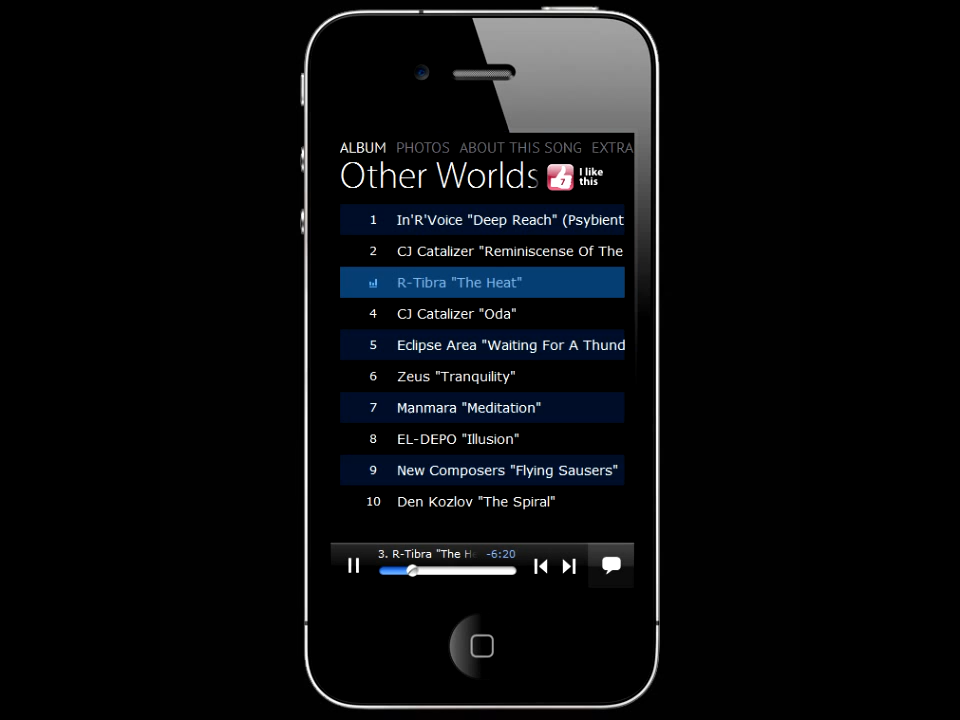 ALBUM PHOTOS ABOUT THIS SONG EXTRA
Other Worlds
7
I like
this
1 In'R'Voice "Deep Reach" (Psybient
2 CJ Catalizer "Reminiscense Of The
R-Tibra "The Heat"
4 CJ Catalizer "Oda"
5 Eclipse Area "Waiting For A Thund
6 Zeus "Tranquility"
7 Manmara "Meditation"
8 EL-DEPO "Illusion"
9 New Composers "Flying Sausers"
10 Den Kozlov "The Spiral"
3. R-Tibra "The He -6:20